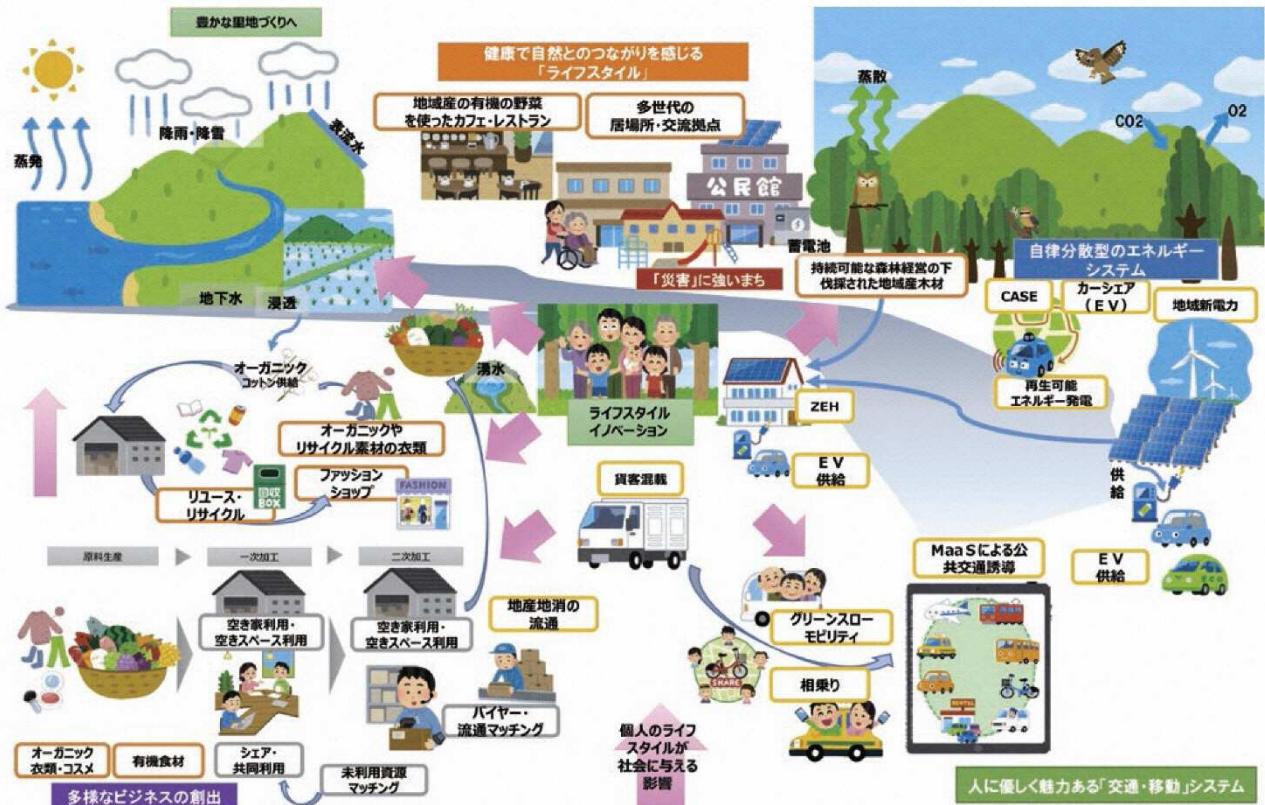 豊かな里地づくりへ
蒸発
降雨・降雪
表流水
地下水
浸透
健康で自然とのつながりを感じる
「ライフスタイル」
地域産の有機の野菜
を使ったカフェ・レストラン
多世代の
居場所・交流拠点
公民館
蓄電池
「災害」に強いまち
蒸散
CO2
O2
持続可能な森林経営の下
伐採された地域産木材
自律分散型のエネルギー
システム
CASE
カーシェア
(EV)
地域新電力
再生可能
エネルギー発電
供給
EV
供給
ZEH
EV
供給
ライフスタイル
イノベーション
湧水
オーガニック
コットン供給
オーガニックや
リサイクル素材の衣類
リユース・
リサイクル
回収
BOX
ファッション
ショップ
FASHION
貨客混載
原料生産
一次加工
二次加工
空き家利用・
空きスペース利用
空き家利用・
空きスペース利用
地産地消の
流通
バイヤー・
流通マッチング
オーガニック
衣類・コスメ
有機食材
シェア・
共同利用
未利用資源
マッチング
多様なビジネスの創出
個人のライフ
スタイルが
社会に与える
影響
SHARE
グリーンスロー
モビリティ
相乗り
MaaSによる公
共交通誘導
RENTAL
eco
人に優しく魅力ある「交通・移動」システム